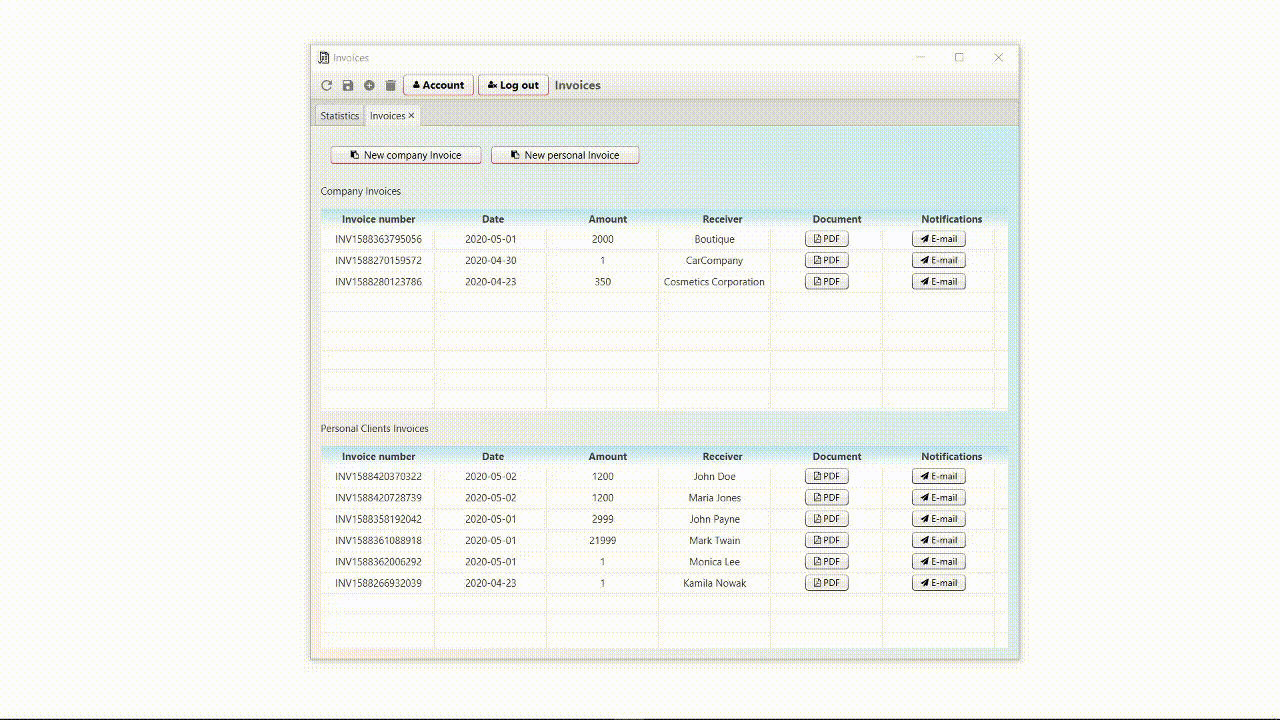 Invoices
Account Log out Invoices
Statistics Invoices ×
New company Invoice New personal Invoice
Company Invoices
Invoice number Date Amount Receiver Document Notifications
INV1588363795056 2020-05-01 2000 Boutique PDF E-mail
INV1588270159572 2020-04-30 1 CarCompany PDF E-mail
INV1588280123786 2020-04-23 350 Cosmetics Corporation PDF E-mail
Personal Clients Invoices
Invoice number Date Amount Receiver Document Notifications
INV1588420370322 2020-05-02 1200 John Doe PDF E-mail
INV1588420728739 2020-05-02 1200 Maria Jones PDF E-mail
INV1588358192042 2020-05-01 2999 John Payne PDF E-mail
INV1588361088918 2020-05-01 21999 Mark Twain PDF E-mail
INV1588362006292 2020-05-01 1 Monica Lee PDF E-mail
INV1588266932039 2020-04-23 1 Kamila Nowak PDF E-mail